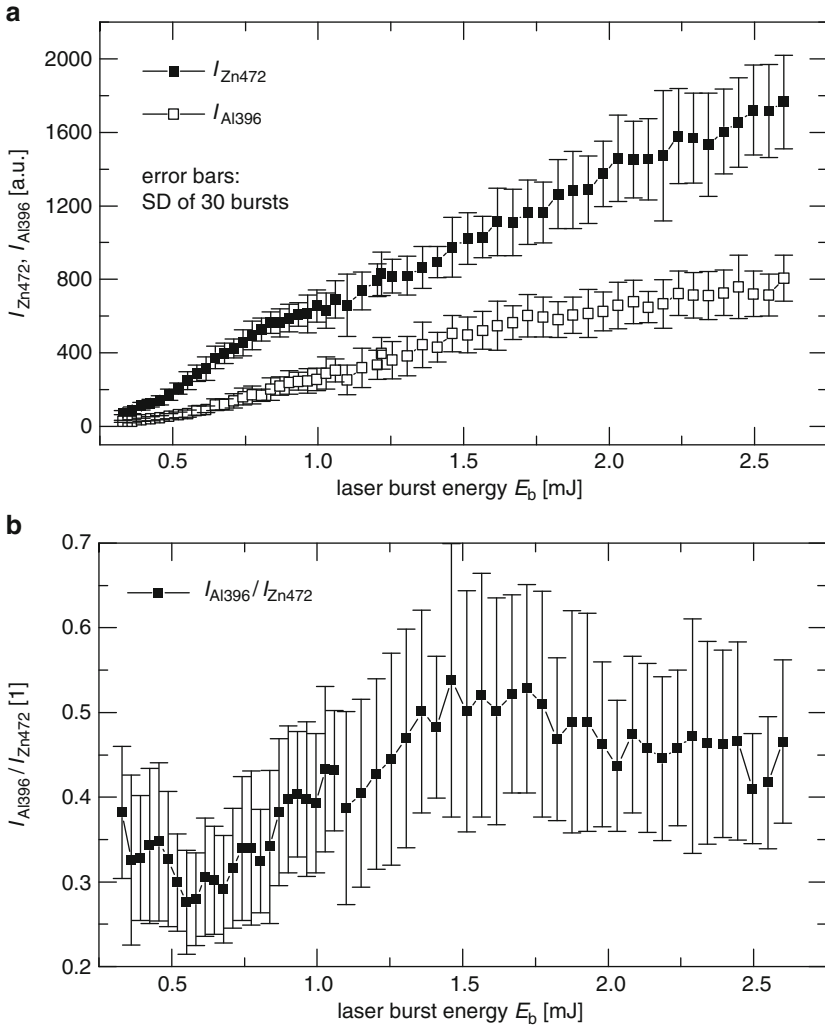 a
2000
1600
1200
800
400
0
I_Zn472, I_Al396 [a.u.]
I_Zn472
I_Al396
error bars:
SD of 30 bursts
0.5 1.0 1.5 2.0 2.5
laser burst energy E_b [mJ]
b
0.7
0.6
0.5
0.4
0.3
0.2
I_Al396/I_Zn472 [1]
I_Al396/I_Zn472
0.5 1.0 1.5 2.0 2.5
laser burst energy E_b [mJ]